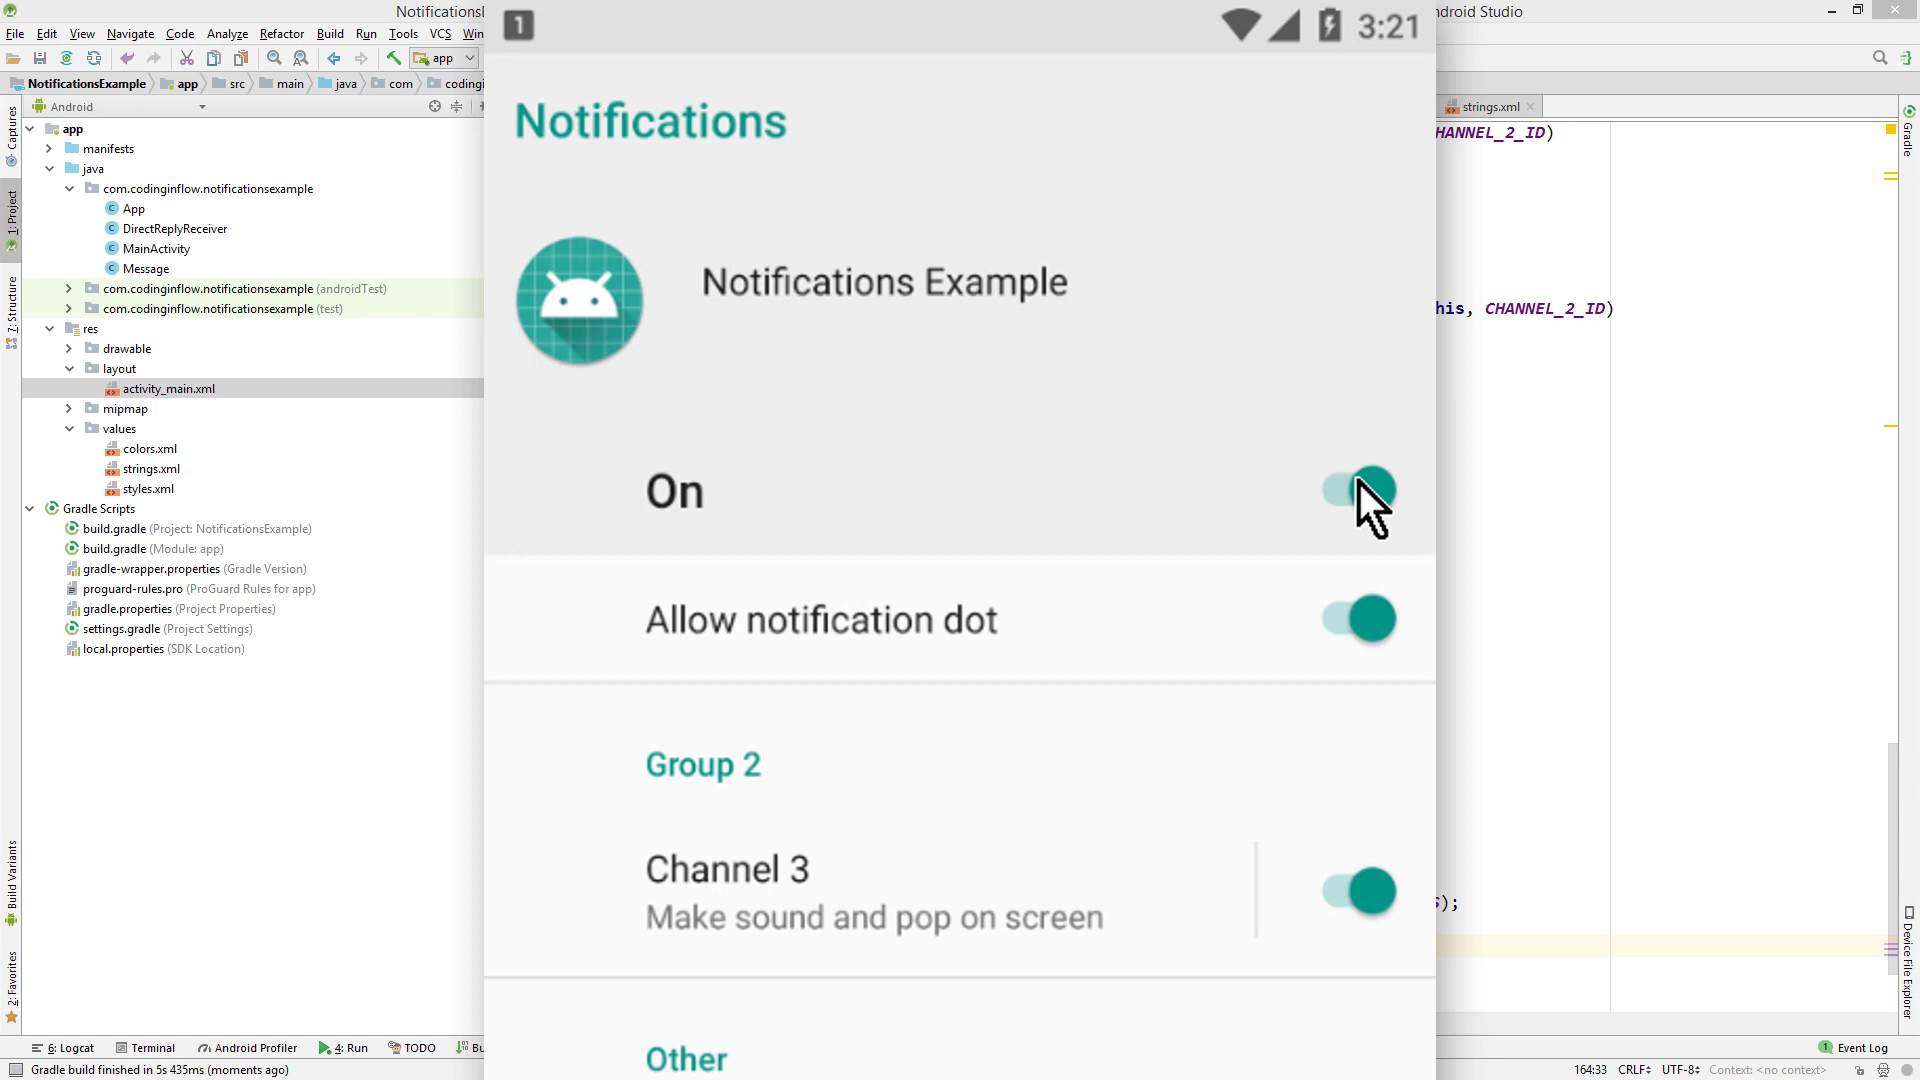 NotificationsE
ndroid Studio
File Edit View Navigate Code Analyze Refactor Build Run Tools VCS Win
app
NotificationsExample app src main java com coding
Android
strings.xml
app
manifests
java
com.codinginflow.notificationsexample
App
DirectReplyReceiver
MainActivity
Message
com.codinginflow.notificationsexample (androidTest)
com.codinginflow.notificationsexample (test)
res
drawable
layout
activity_main.xml
mipmap
values
colors.xml
strings.xml
styles.xml
Gradle Scripts
build.gradle (Project: NotificationsExample)
build.gradle (Module: app)
gradle-wrapper.properties (Gradle Version)
proguard-rules.pro (ProGuard Rules for app)
gradle.properties (Project Properties)
settings.gradle (Project Settings)
local.properties (SDK Location)
Captures
1: Project
7: Structure
Build Variants
2: Favorites
1
3:21
Notifications
Notifications Example
On
Allow notification dot
Group 2
Channel 3
Make sound and pop on screen
Other
HANNEL_2_ID)
his, CHANNEL_2_ID)
);
Gradle
Device File Explorer
6: Logcat Terminal Android Profiler 4: Run TODO Bu
1 Event Log
Gradle build finished in 5s 435ms (moments ago)
164:33 CRLF UTF-8 Context: <no context>